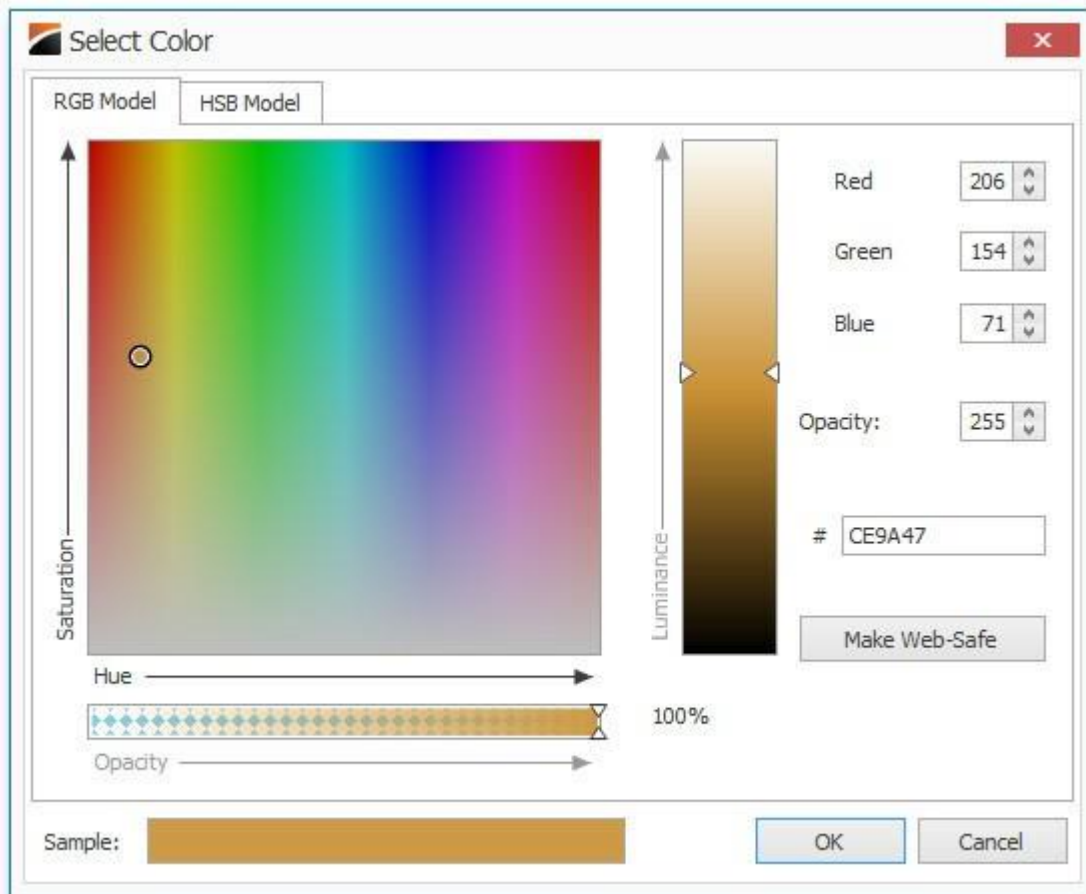 Select Color
RGB Model
HSB Model
Saturation
Hue
Opacity
100%
Luminance
Red 206
Green 154
Blue 71
Opacity: 255
# CE9A47
Make Web-Safe
Sample:
OK
Cancel